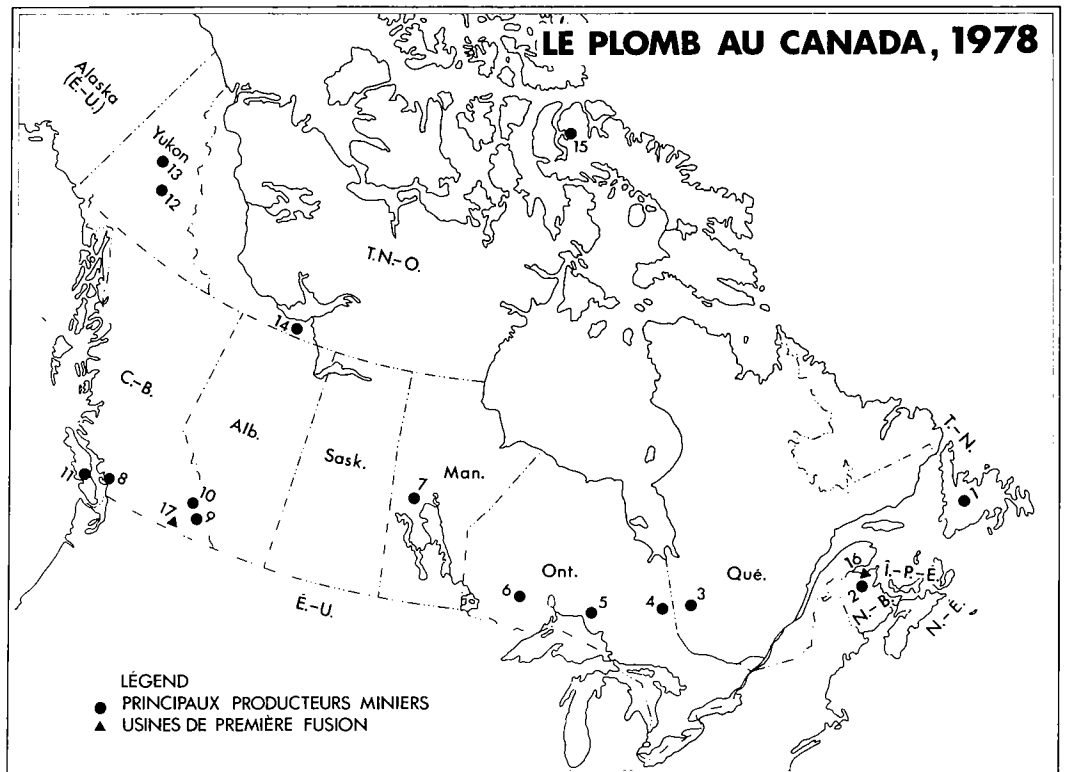 LE PLOMB AU CANADA, 1978
Alaska
(É.-U.)
Yukon
13
12
15
T.N.-O.
14
C.-B.
Alb.
Sask.
Man.
7
11
8
10
17
9
T.-N.
1
Ont.
Qué.
6
5
4
3
16
Î.-P.-É.
2
N.-B.
N.-É.
É.-U.
LÉGEND
● PRINCIPAUX PRODUCTEURS MINIERS
▲ USINES DE PREMIÈRE FUSION